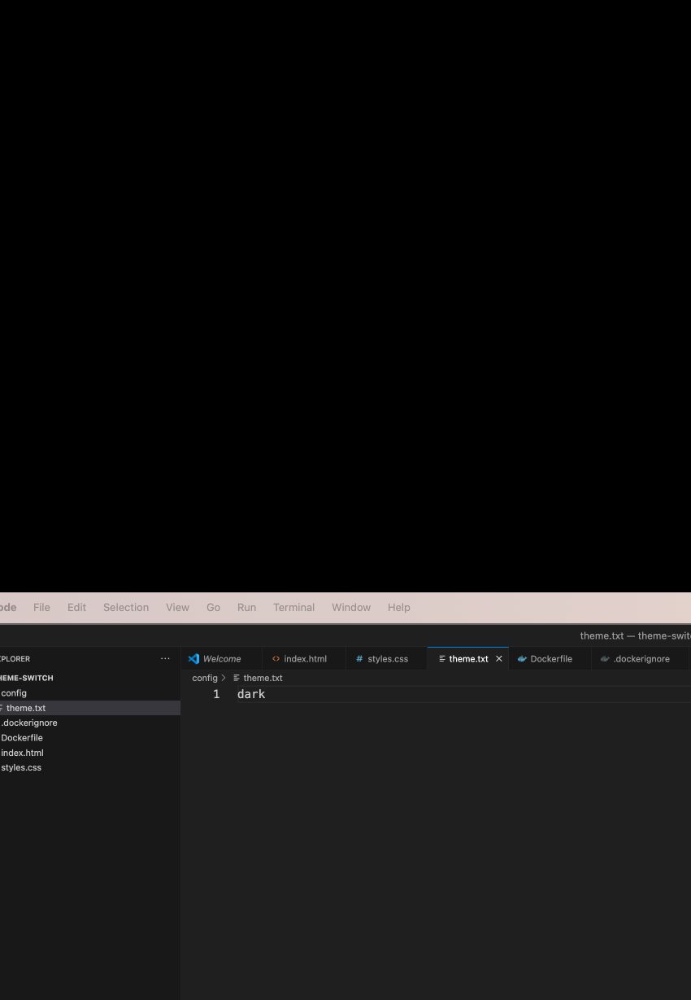 ode File Edit Selection View Go Run Terminal Window Help
theme.txt — theme-swit
XPLORER ···
Welcome index.html # styles.css theme.txt Dockerfile .dockerignore
HEME-SWITCH
config
theme.txt
.dockerignore
Dockerfile
index.html
styles.css
config > theme.txt
1 dark